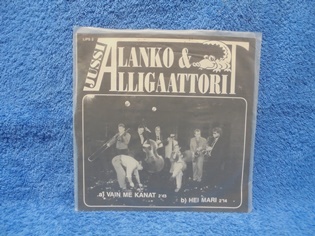 JUSSI
ALANKO &
ALLIGAATTORIT
a) VAIN ME KANAT
b) HEI MARI